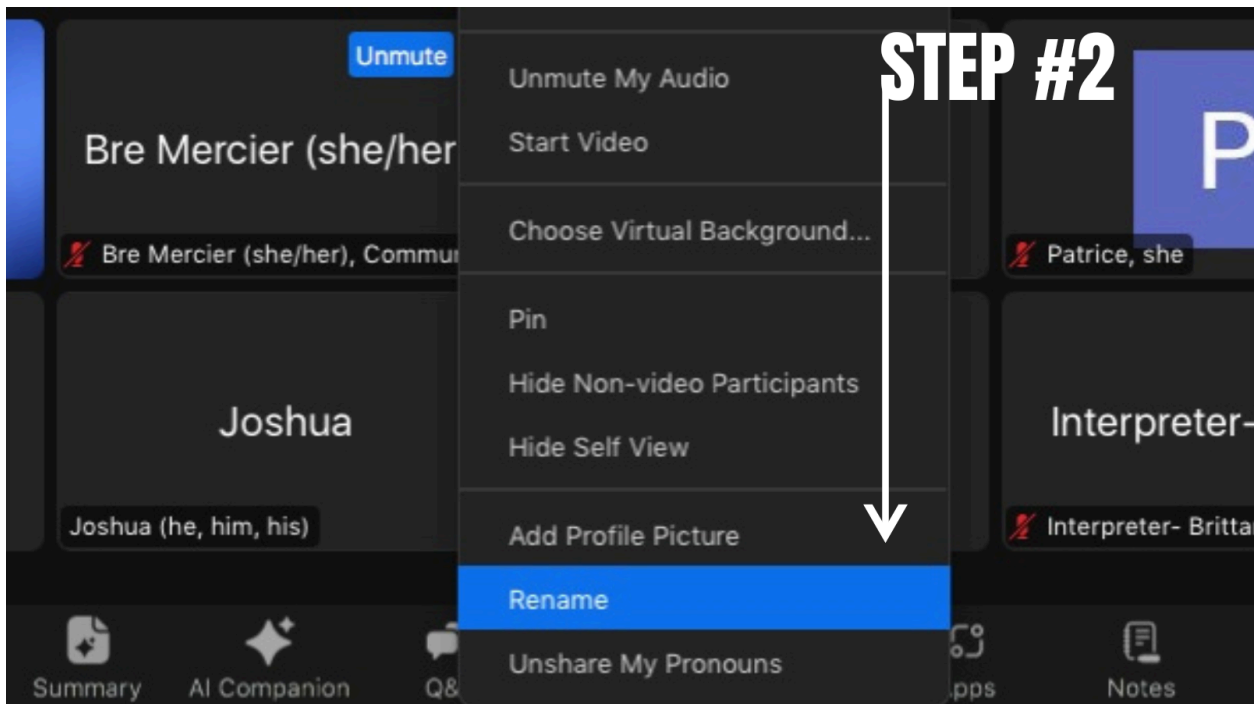 STEP #2
Unmute
Bre Mercier (she/her
Bre Mercier (she/her), Commu
Joshua
Joshua (he, him, his)
Unmute My Audio
Start Video
Choose Virtual Background...
Pin
Hide Non-video Participants
Hide Self View
Add Profile Picture
Rename
Unshare My Pronouns
P
Patrice, she
Interpreter-
Interpreter- Britta
Summary
AI Companion
Q&
pps
Notes